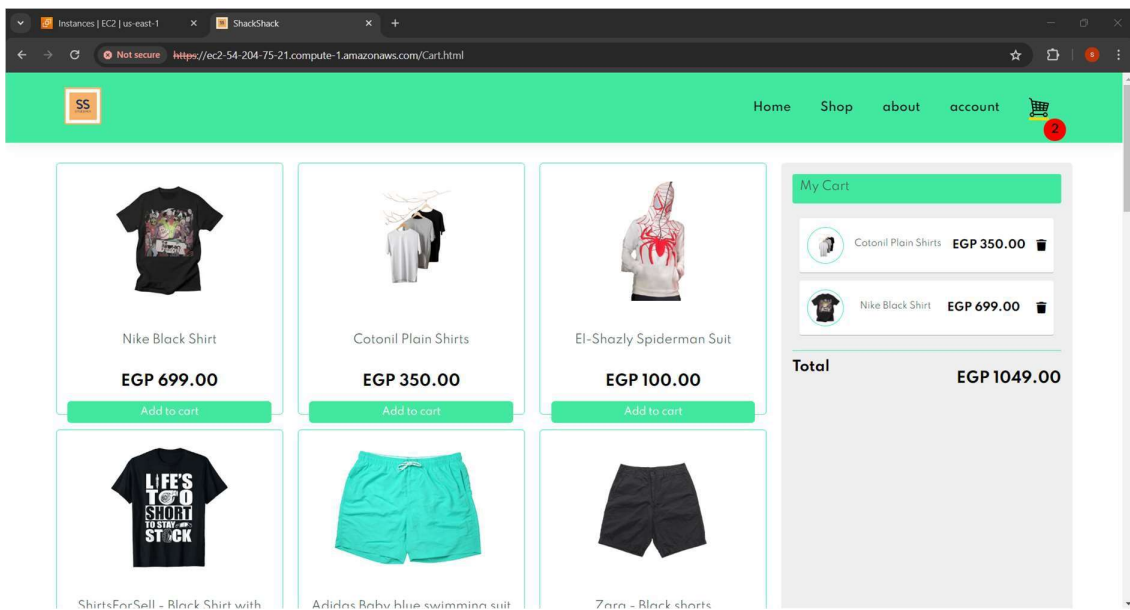 Instances | EC2 | us-east-1
ShackShack
Not secure
https://ec2-54-204-75-21.compute-1.amazonaws.com/Cart.html
S
SS
Home Shop about account
2
My Cart
Cotonil Plain Shirts EGP 350.00
Nike Black Shirt EGP 699.00
Total
EGP 1049.00
Nike Black Shirt
EGP 699.00
Add to cart
Cotonil Plain Shirts
EGP 350.00
Add to cart
El-Shazly Spiderman Suit
EGP 100.00
Add to cart
LIFE'S
TOO
SHORT
TO STAY
STOCK
ShirtsForSell - Black Shirt with
Adidas Baby blue swimming suit
Zara - Black shorts